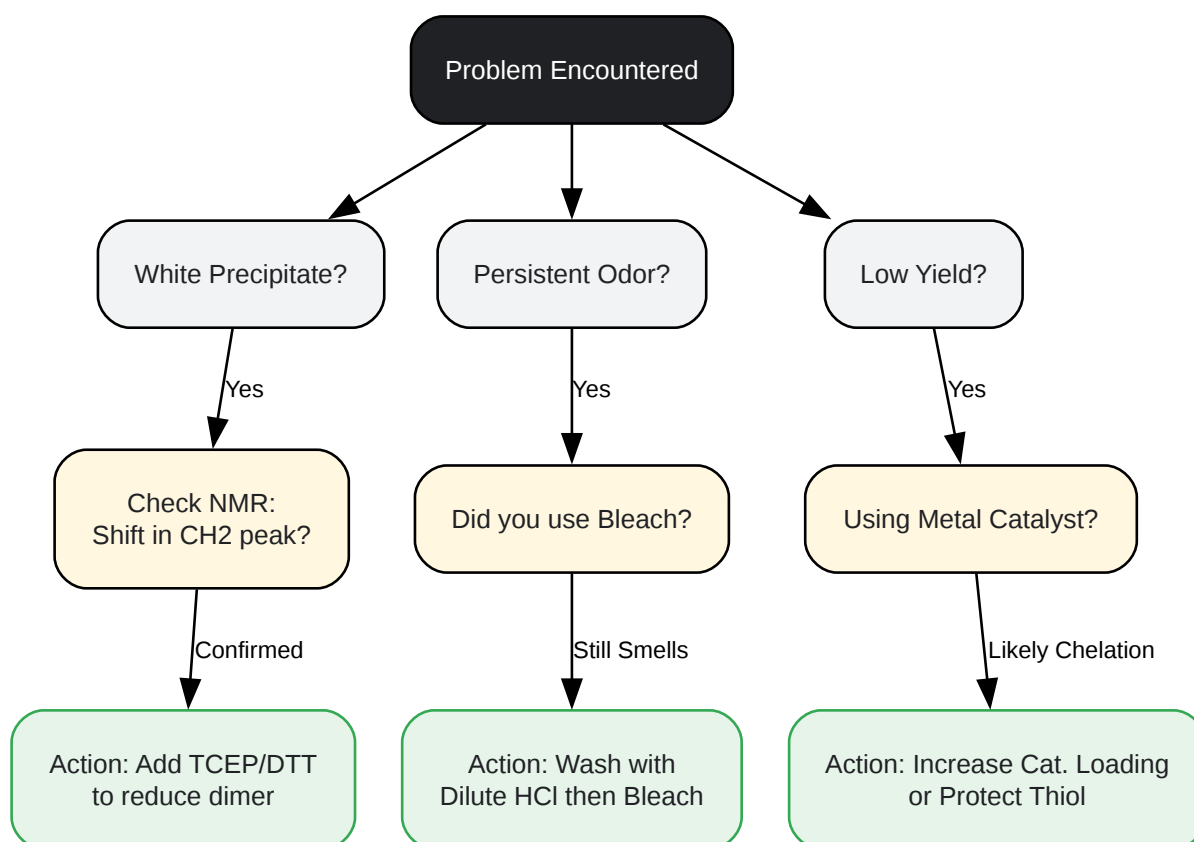 Problem Encountered
White Precipitate?
Persistent Odor?
Low Yield?
Yes
Yes
Yes
Check NMR:
Shift in CH2 peak?
Did you use Bleach?
Using Metal Catalyst?
Confirmed
Still Smells
Likely Chelation
Action: Add TCEP/DTT
to reduce dimer
Action: Wash with
Dilute HCl then Bleach
Action: Increase Cat. Loading
or Protect Thiol